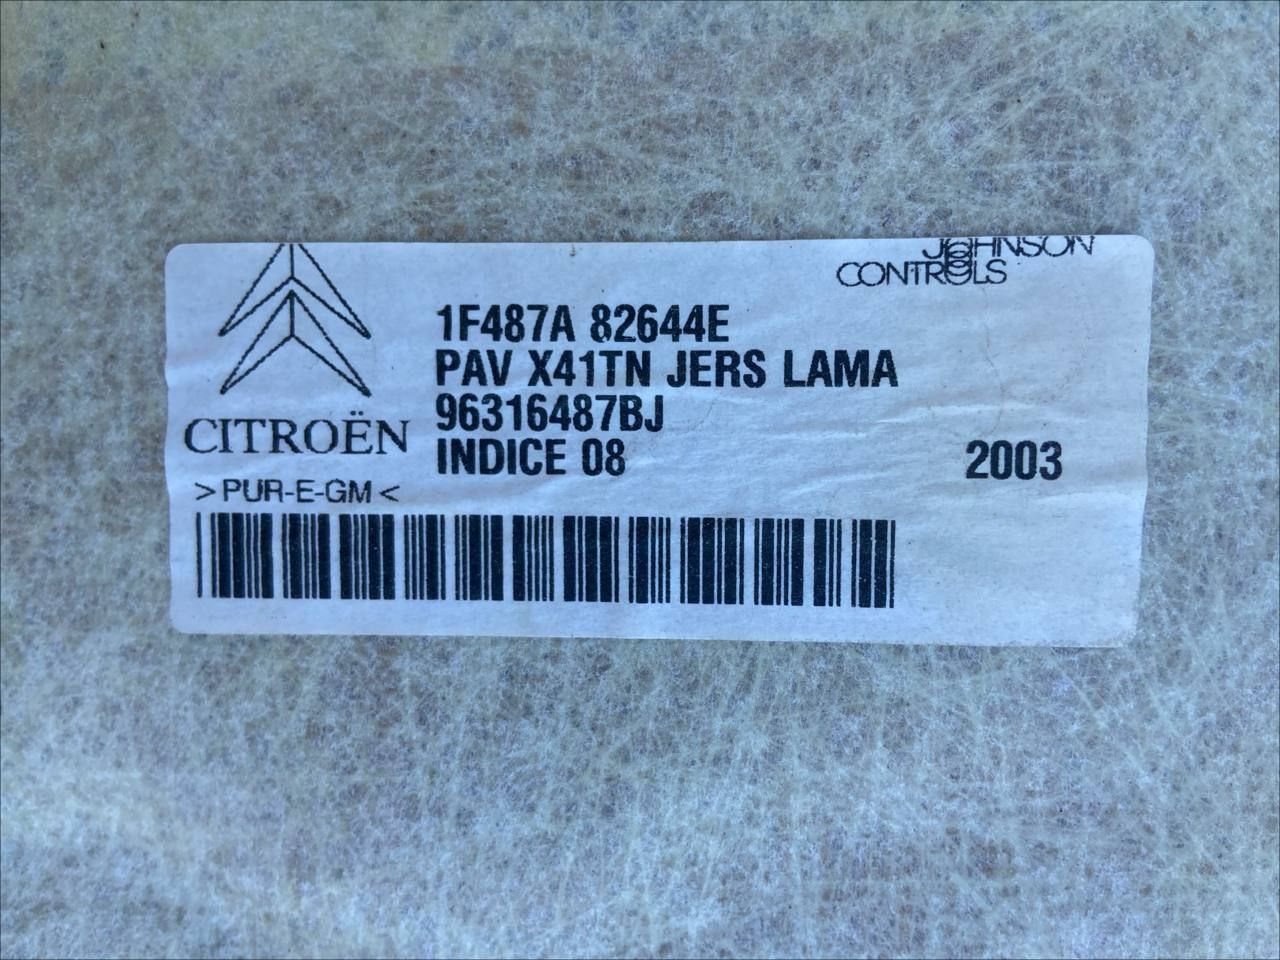 JOHNSON
CONTROLS
1F487A 82644E
PAV X41TN JERS LAMA
96316487BJ
CITROËN
INDICE 08
2003
>PUR-E-GM<